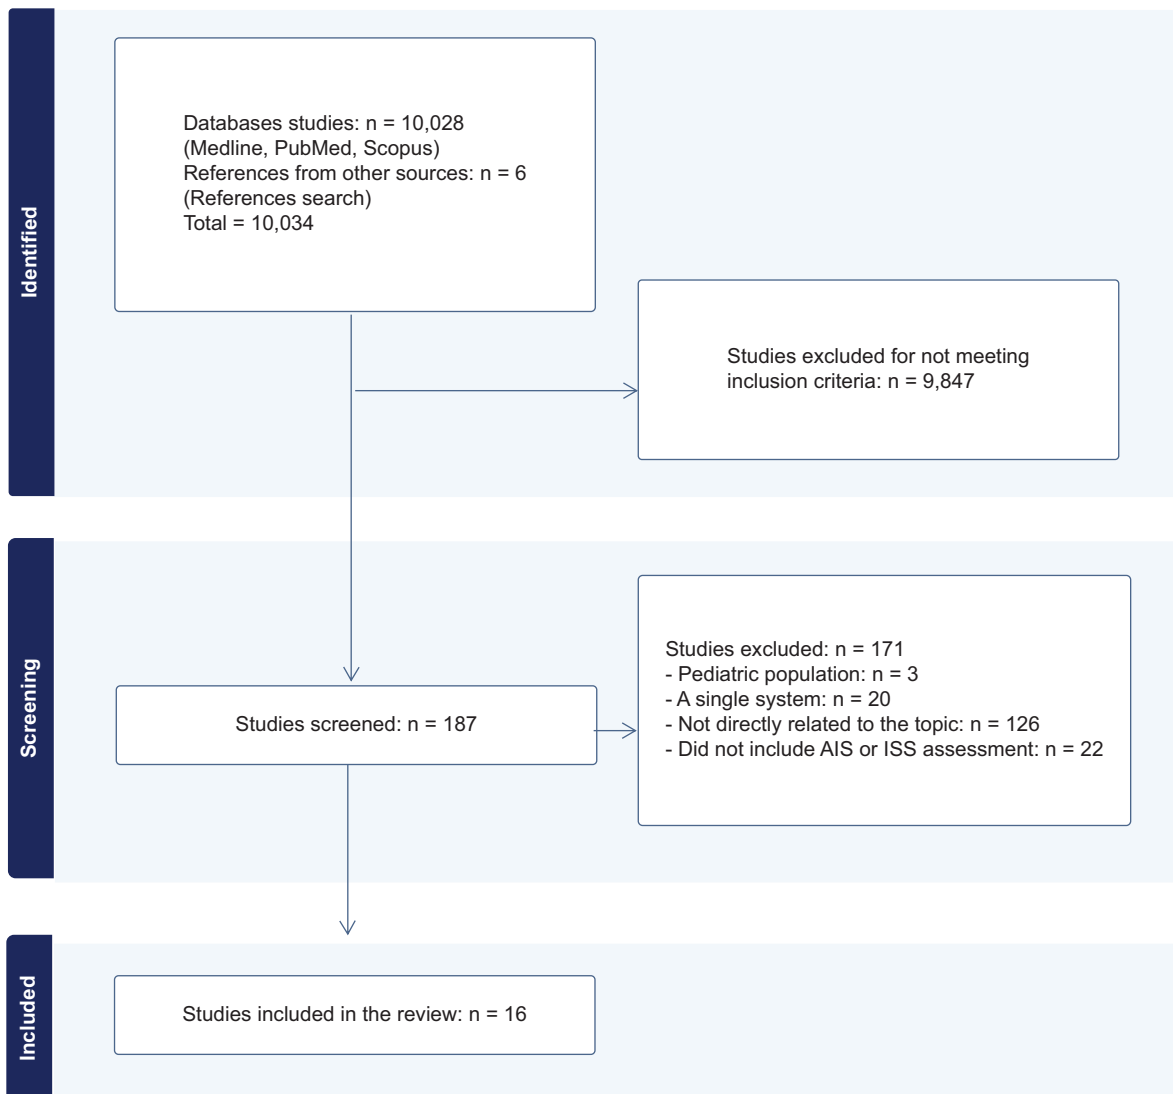 Identified
Databases studies: n = 10,028
(Medline, PubMed, Scopus)
References from other sources: n = 6
(References search)
Total = 10,034
Studies excluded for not meeting
inclusion criteria: n = 9,847
Screening
Studies screened: n = 187
Studies excluded: n = 171
- Pediatric population: n = 3
- A single system: n = 20
- Not directly related to the topic: n = 126
- Did not include AIS or ISS assessment: n = 22
Included
Studies included in the review: n = 16